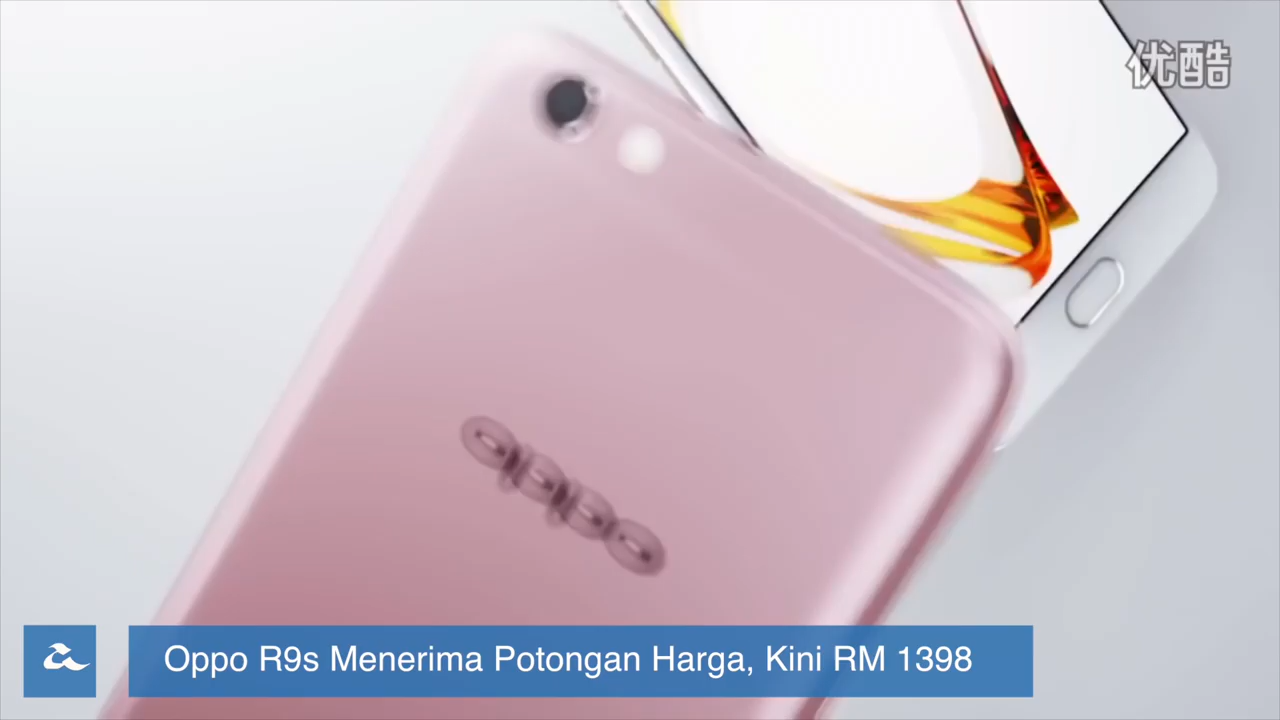 优酷
oppo
Oppo R9s Menerima Potongan Harga, Kini RM 1398